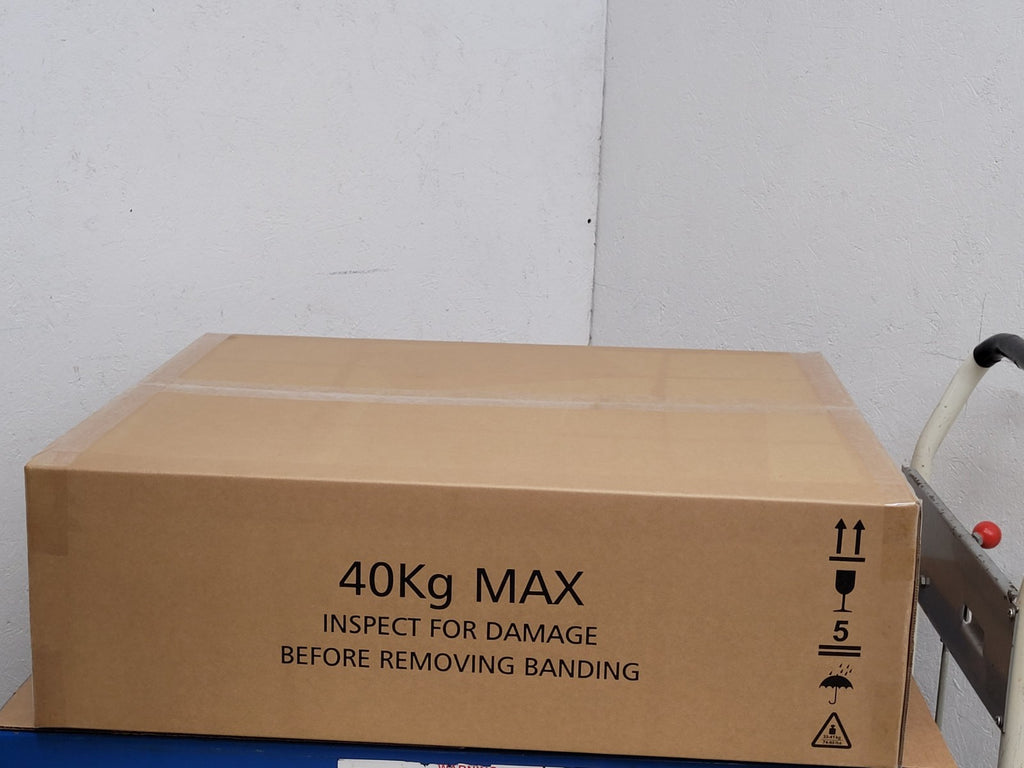 40Kg MAX
INSPECT FOR DAMAGE
BEFORE REMOVING BANDING
5